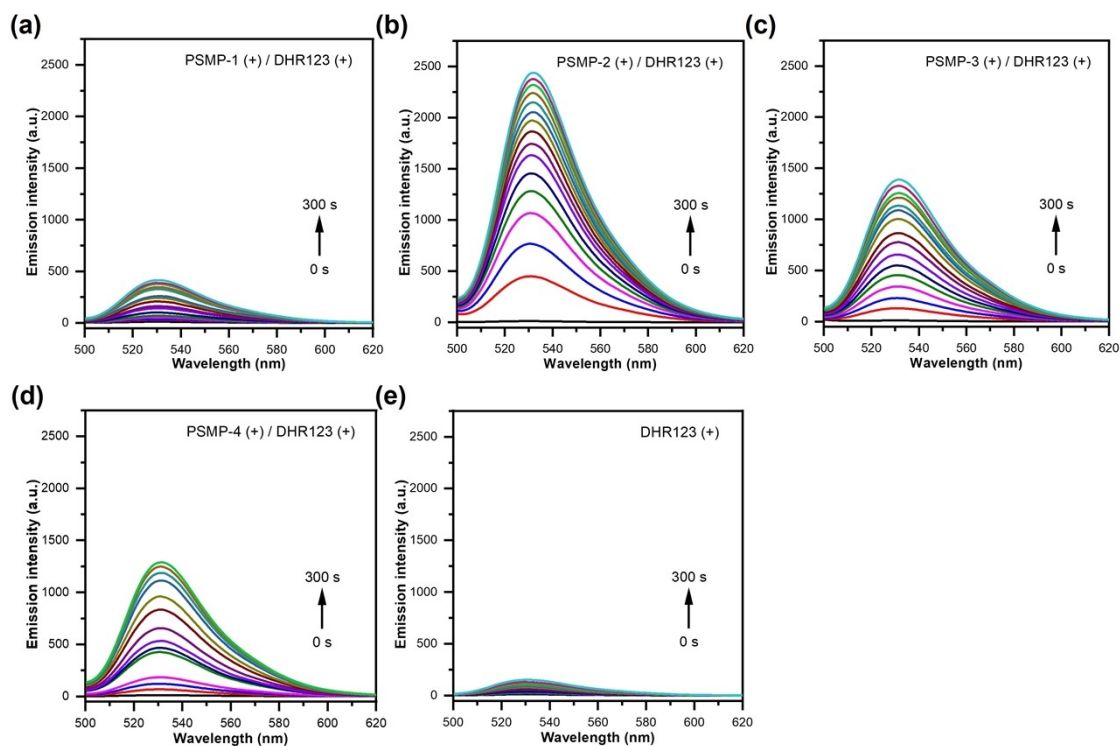 (a)
PSMP-1 (+) / DHR123 (+)
2500
2000
1500
1000
500
0
Emission intensity (a.u.)
300 s
0 s
500 520 540 560 580 600 620
Wavelength (nm)
(b)
PSMP-2 (+) / DHR123 (+)
2500
2000
1500
1000
500
0
Emission intensity (a.u.)
300 s
0 s
500 520 540 560 580 600 620
Wavelength (nm)
(c)
PSMP-3 (+) / DHR123 (+)
2500
2000
1500
1000
500
0
Emission intensity (a.u.)
300 s
0 s
500 520 540 560 580 600 620
Wavelength (nm)
(d)
PSMP-4 (+) / DHR123 (+)
2500
2000
1500
1000
500
0
Emission intensity (a.u.)
300 s
0 s
500 520 540 560 580 600 620
Wavelength (nm)
(e)
DHR123 (+)
2500
2000
1500
1000
500
0
Emission intensity (a.u.)
300 s
0 s
500 520 540 560 580 600 620
Wavelength (nm)